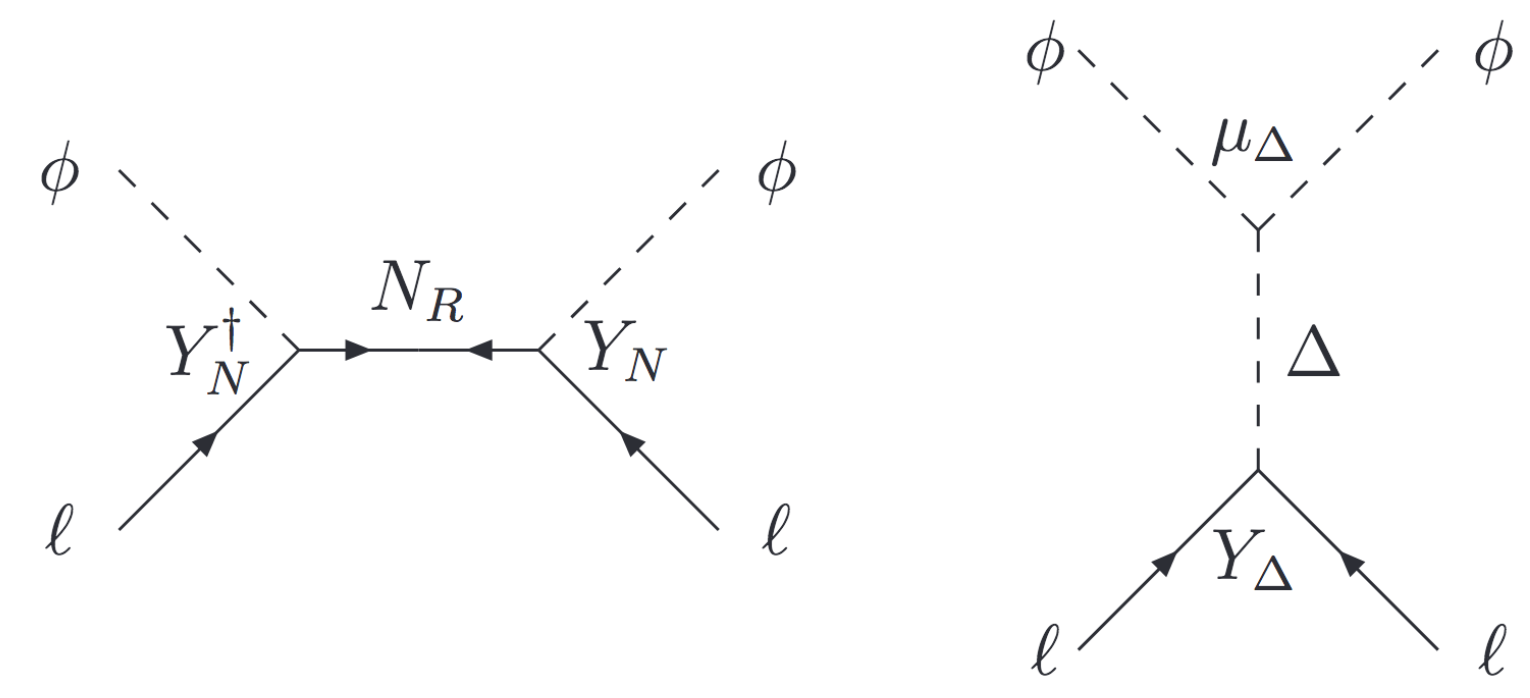 ϕ ϕ
N_R
Y_N^† Y_N
ℓ ℓ
ϕ ϕ
μ_Δ
Δ
Y_Δ
ℓ ℓ